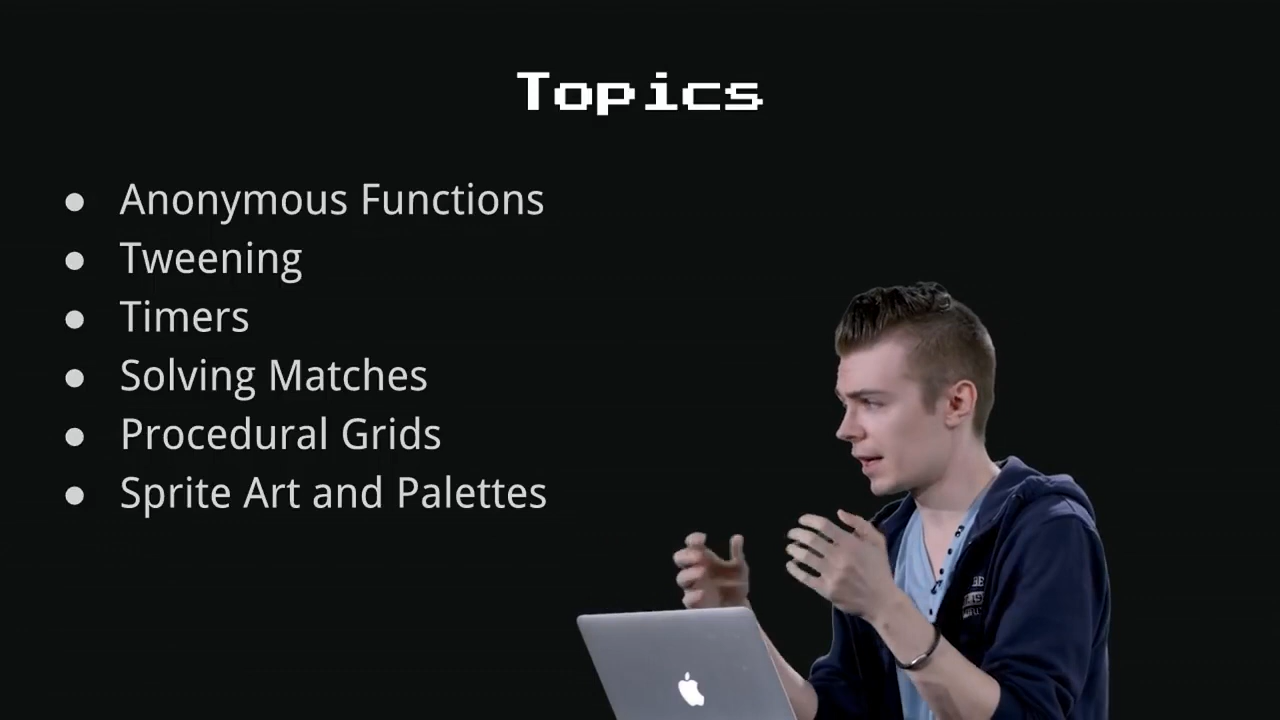 Topics
● Anonymous Functions
● Tweening
● Timers
● Solving Matches
● Procedural Grids
● Sprite Art and Palettes